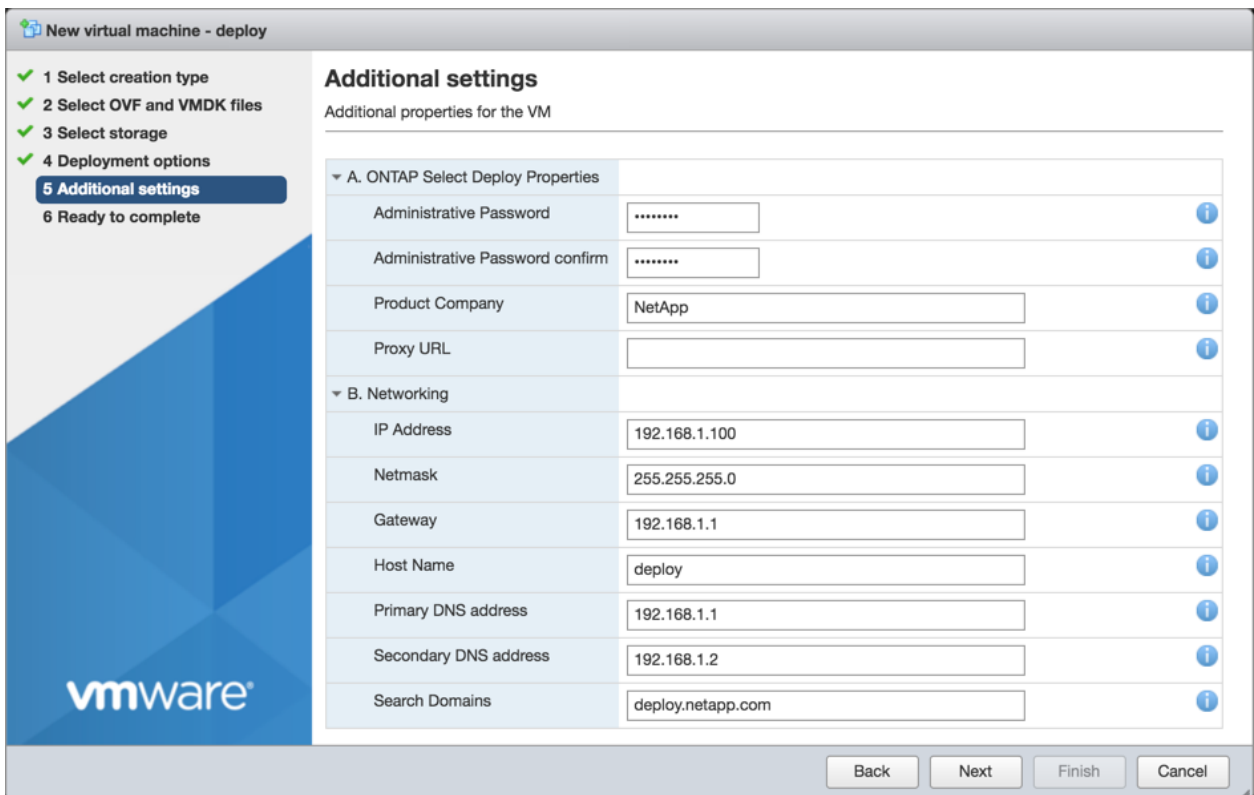 New virtual machine - deploy
1 Select creation type
2 Select OVF and VMDK files
3 Select storage
4 Deployment options
5 Additional settings
6 Ready to complete
vmware®
Additional settings
Additional properties for the VM
A. ONTAP Select Deploy Properties
Administrative Password ••••••••
Administrative Password confirm ••••••••
Product Company NetApp
Proxy URL
B. Networking
IP Address 192.168.1.100
Netmask 255.255.255.0
Gateway 192.168.1.1
Host Name deploy
Primary DNS address 192.168.1.1
Secondary DNS address 192.168.1.2
Search Domains deploy.netapp.com
Back Next Finish Cancel